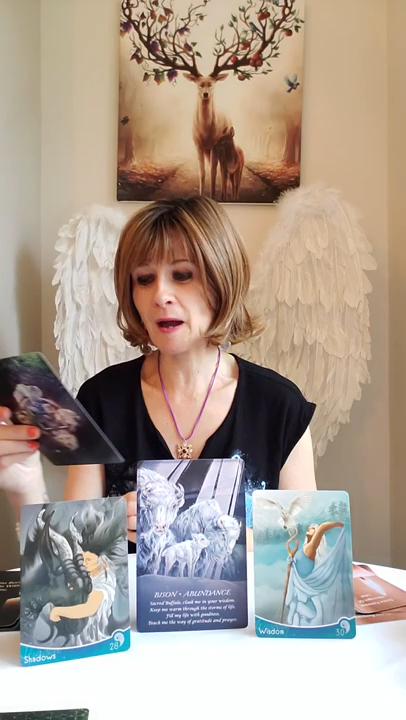 BISON • ABUNDANCE
Sacred Buffalo, cloak me in your wisdom.
Keep me warm through the storms of life.
Fill my life with goodness.
Teach me the way of gratitude and prayer.
Shadows
28
Wisdom
30